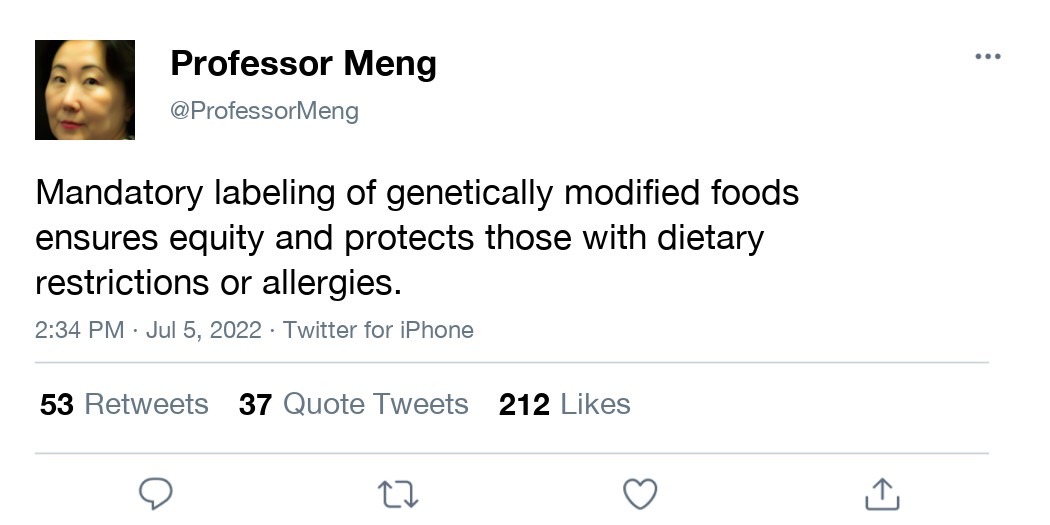 Professor Meng
@ProfessorMeng
Mandatory labeling of genetically modified foods
ensures equity and protects those with dietary
restrictions or allergies.
2:34 PM · Jul 5, 2022 · Twitter for iPhone
53 Retweets 37 Quote Tweets 212 Likes